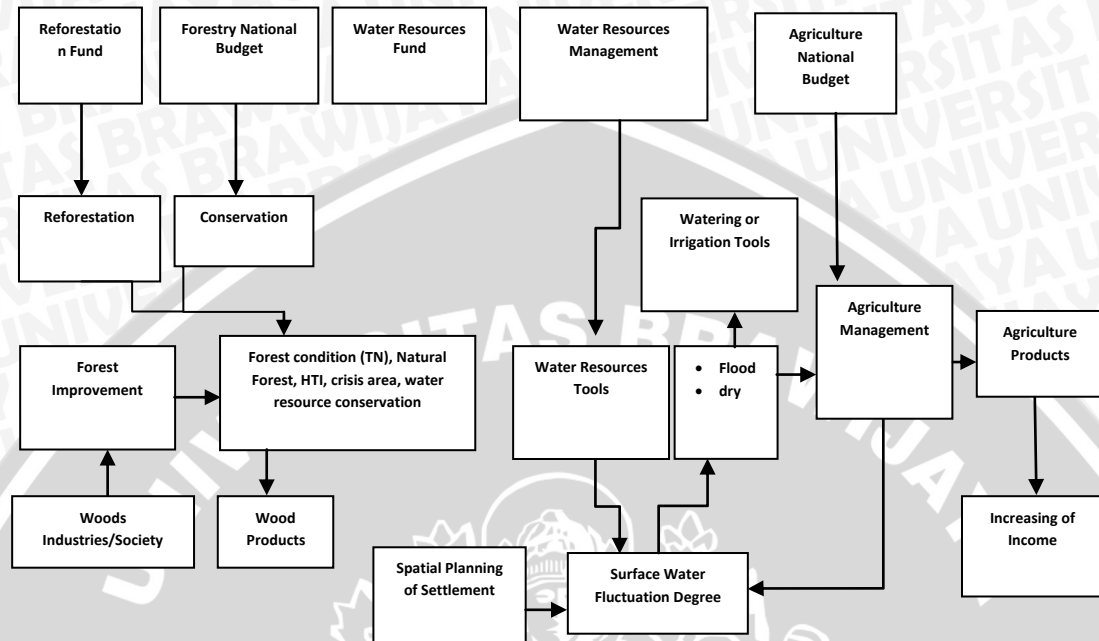 Reforestatio
n Fund
Forestry National
Budget
Water Resources
Fund
Water Resources
Management
Agriculture
National
Budget
Reforestation
Conservation
Watering or
Irrigation Tools
Agriculture
Management
Agriculture
Products
Forest
Improvement
Forest condition (TN), Natural
Forest, HTI, crisis area, water
resource conservation
Water Resources
Tools
• Flood
• dry
Woods
Industries/Society
Wood
Products
Increasing of
Income
Spatial Planning
of Settlement
Surface Water
Fluctuation Degree